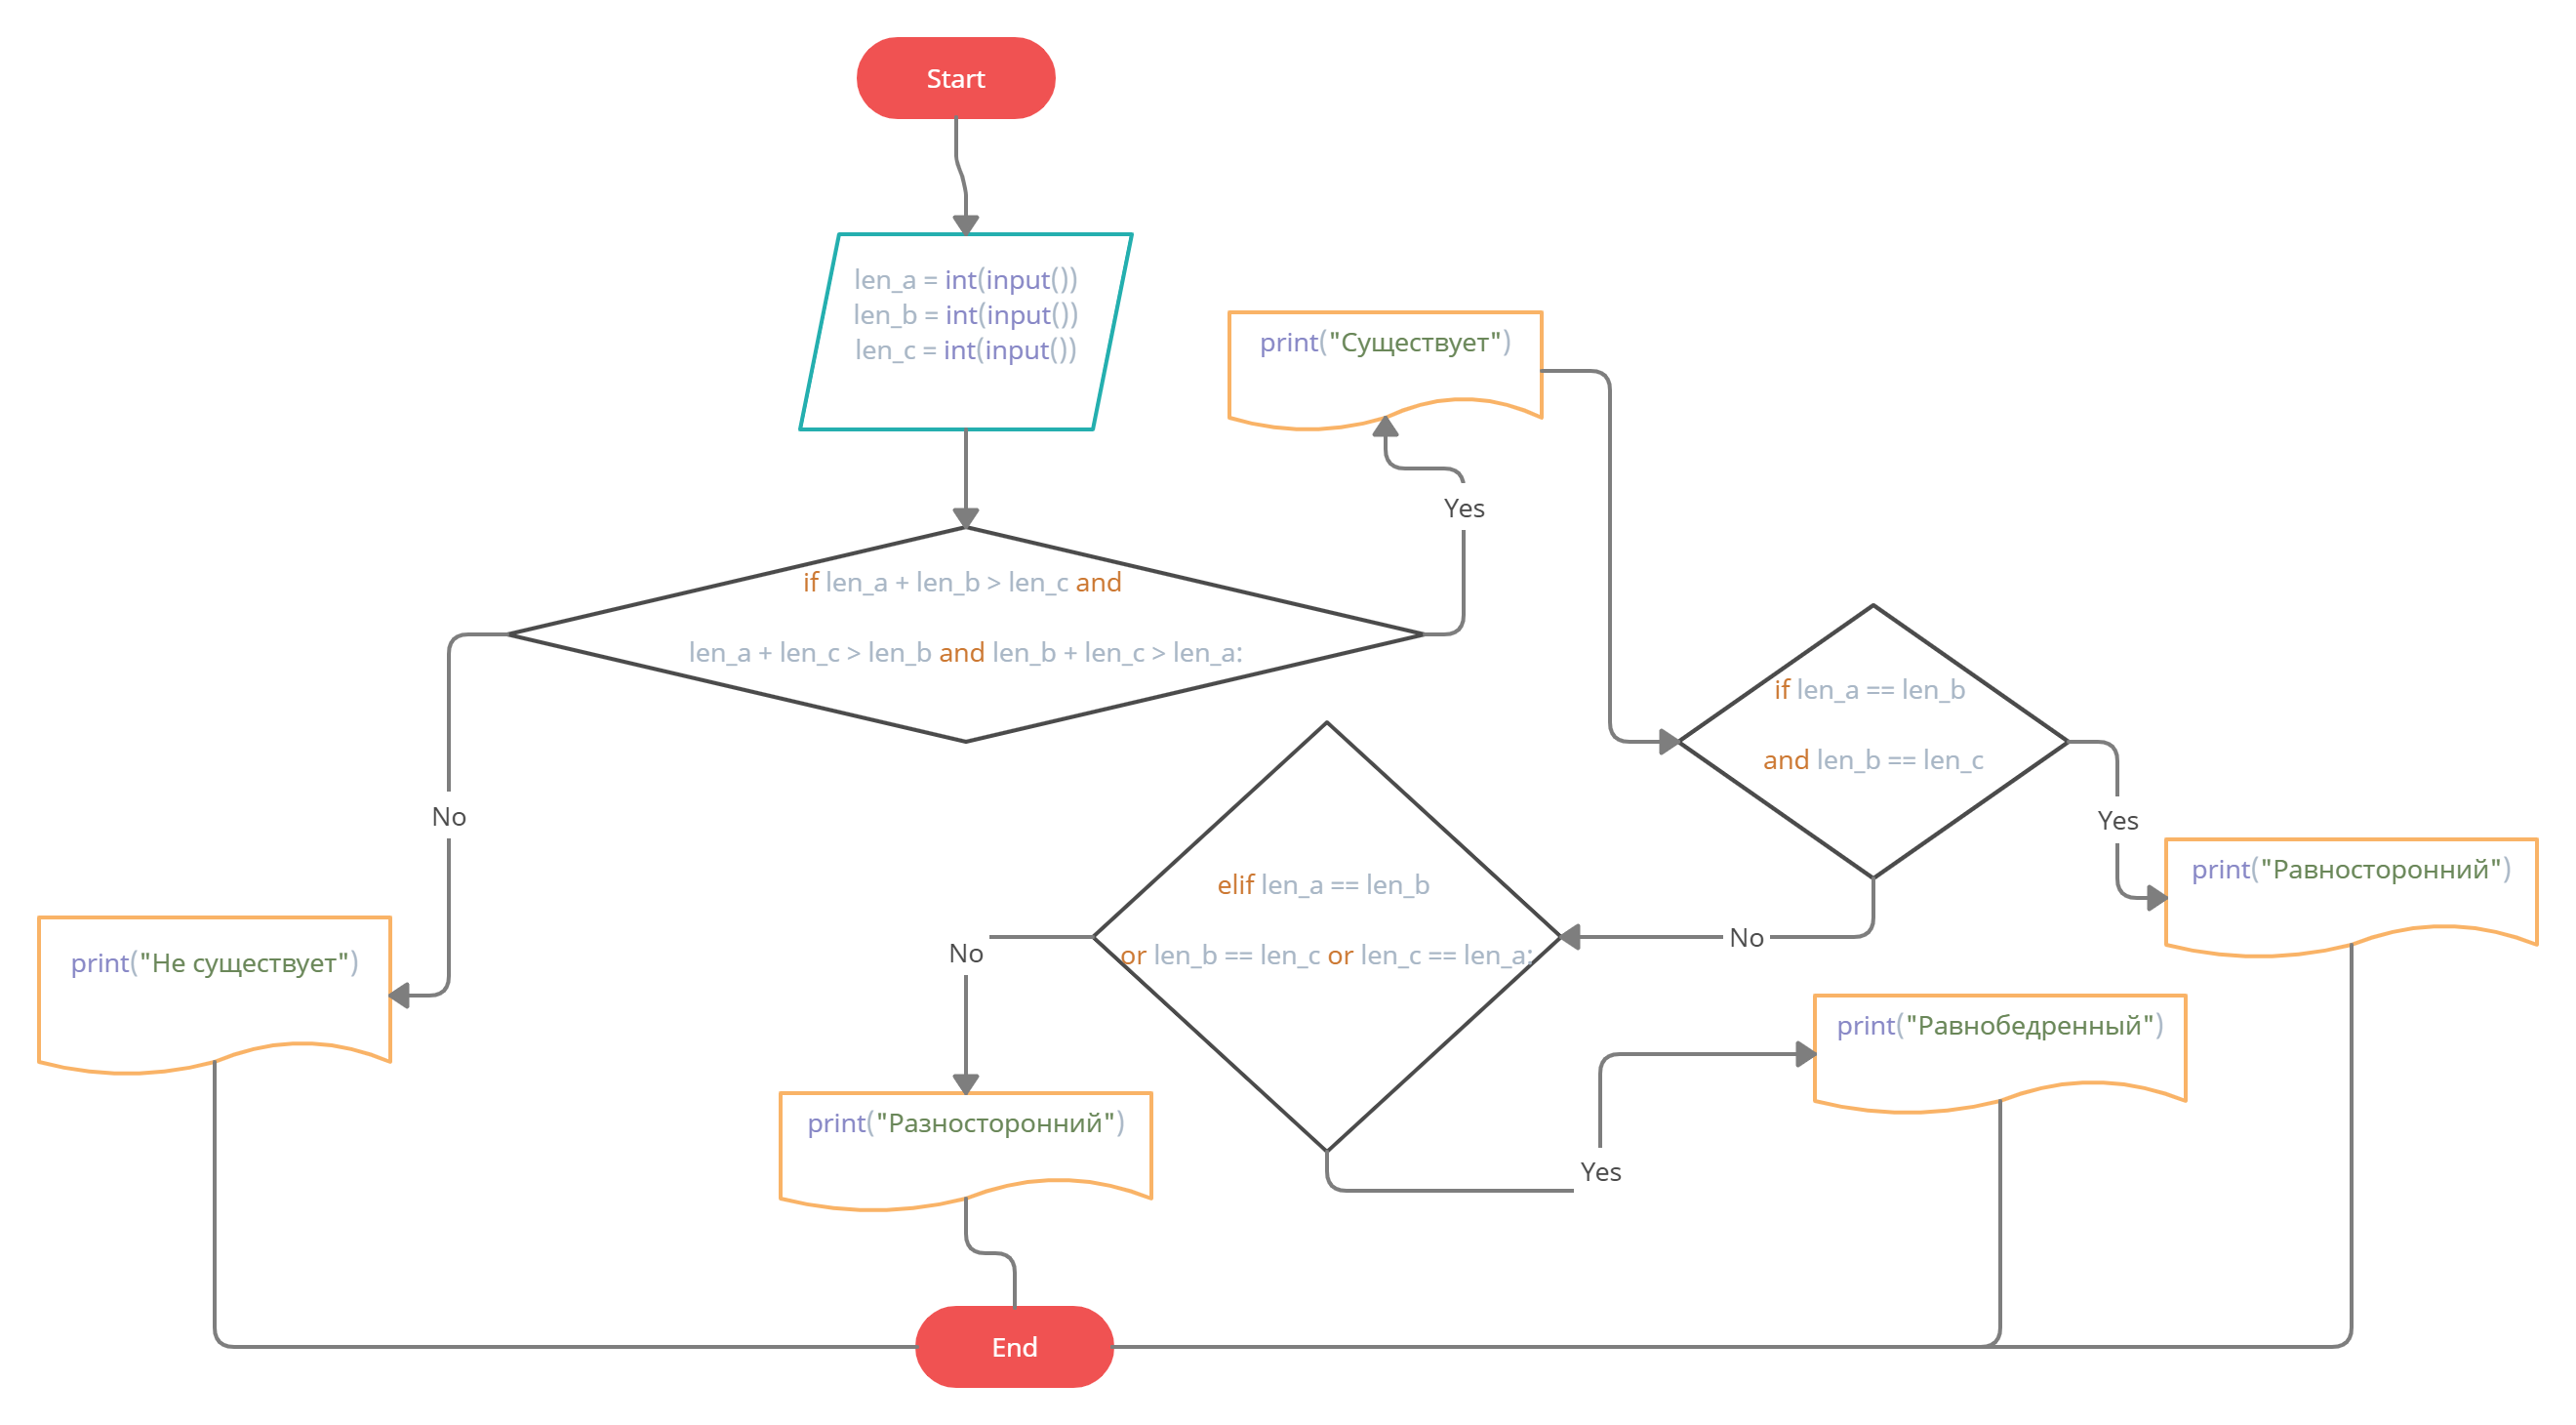 Start
len_a = int(input())
len_b = int(input())
len_c = int(input())
print("Существует")
Yes
if len_a + len_b > len_c and
len_a + len_c > len_b and len_b + len_c > len_a:
if len_a == len_b
and len_b == len_c
No
Yes
print("Равносторонний")
elif len_a == len_b
or len_b == len_c or len_c == len_a:
No
No
print("Не существует")
print("Равнобедренный")
print("Разносторонний")
Yes
End